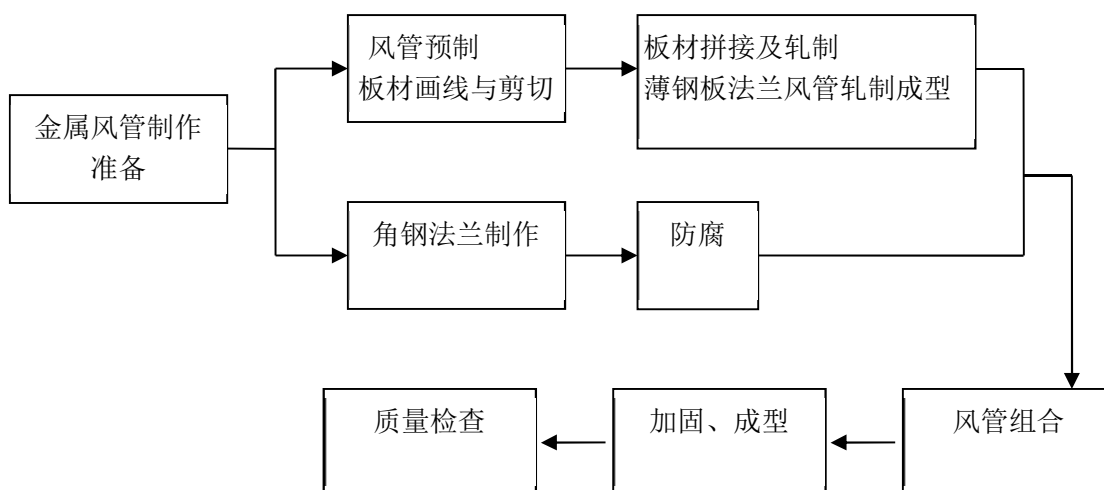 金属风管制作
准备
风管预制
板材画线与剪切
板材拼接及轧制
薄钢板法兰风管轧制成型
角钢法兰制作
防腐
风管组合
加固、成型
质量检查